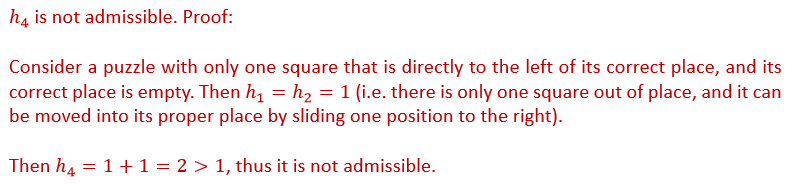 h₄ is not admissible. Proof:
Consider a puzzle with only one square that is directly to the left of its correct place, and its
correct place is empty. Then h₁ = h₂ = 1 (i.e. there is only one square out of place, and it can
be moved into its proper place by sliding one position to the right).
Then h₄ = 1 + 1 = 2 > 1, thus it is not admissible.